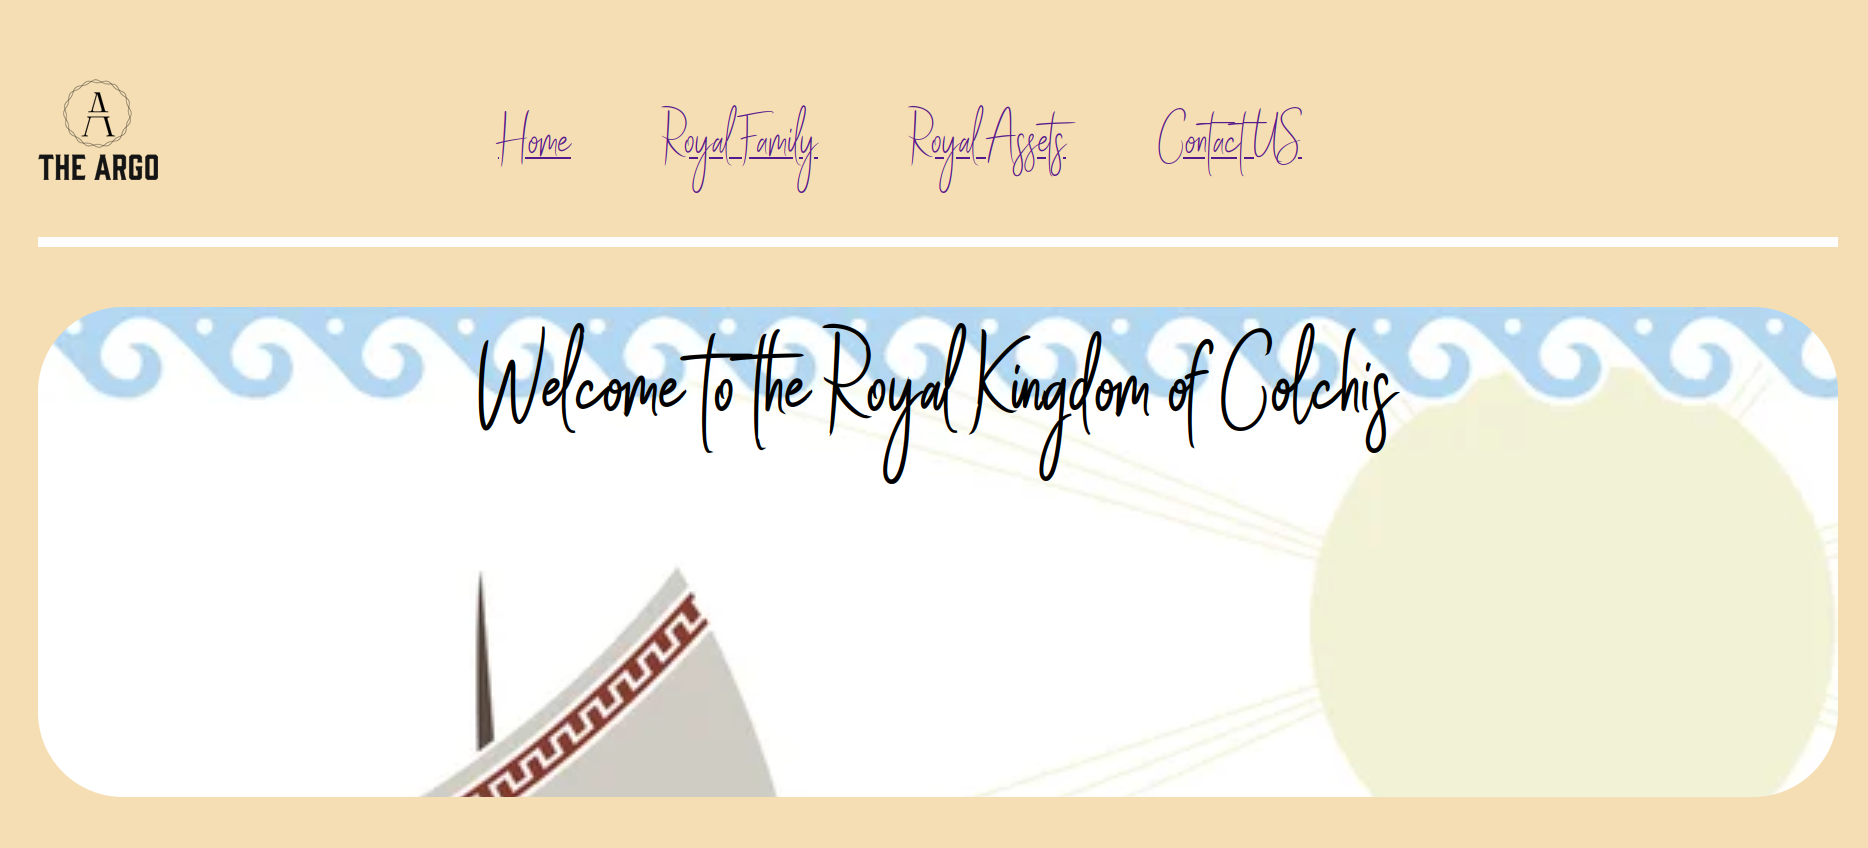 A
THE ARGO
Home Royal Family Royal Assets Contact US
Welcome to the Royal Kingdom of Colchis